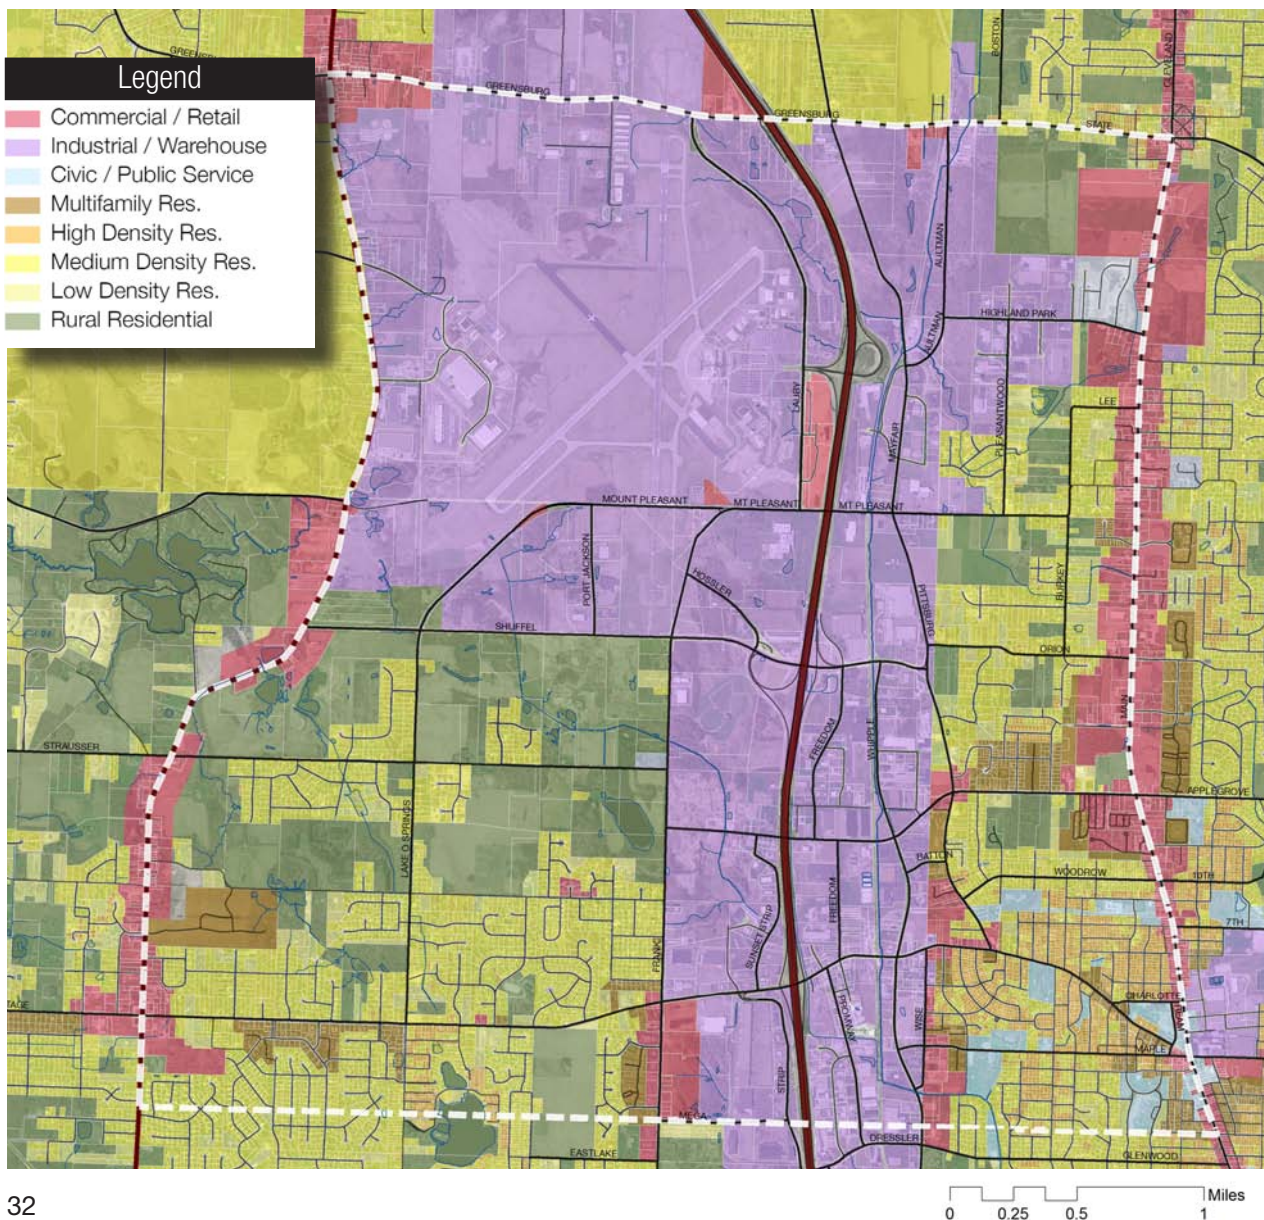 GREENSBURG
Legend
Commercial / Retail
Industrial / Warehouse
Civic / Public Service
Multifamily Res.
High Density Res.
Medium Density Res.
Low Density Res.
Rural Residential
BOSTON
CLEVELAND
GREENSBURG
STATE
AULTMAN
HIGHLAND PARK
AULTMAN
LAUBY
PLEASANTWOOD
LEE
MAYFAIR
MOUNT PLEASANT
MT PLEASANT
MT PLEASANT
PORT JACKSON
HOSSLER
PITTSBURG
BURKEY
SHUFFEL
ORION
MAIN
STRAUSSER
FREEDOM
WHIPPLE
APPLEGROVE
LAKE O SPRINGS
BATTON
WOODROW
10TH
FREEDOM
7TH
SUNSET STRIP
FRANK
CHARLOTTE
MAIN
PROMWAY
WISE
MAPLE
STRIP
MEGA
DRESSLER
EASTLAKE
GLENWOOD
32
Miles
0 0.25 0.5 1